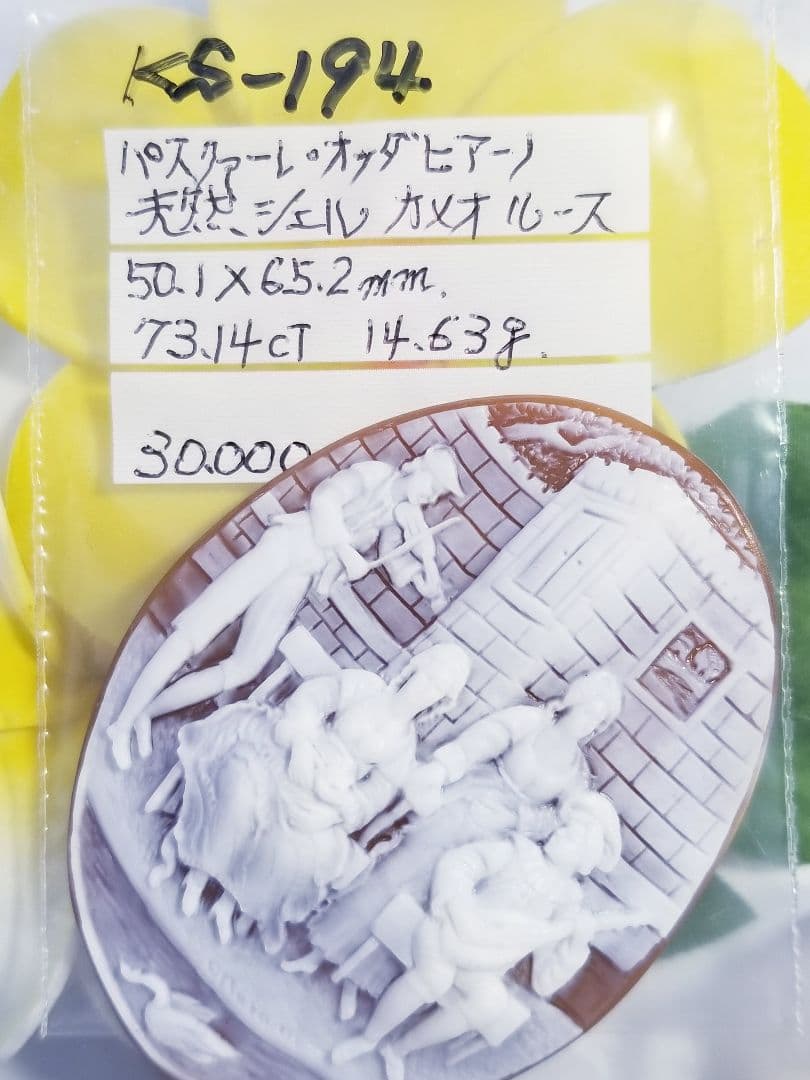 KS-194
パスクァーレ・オッダヒアーノ
天然シェル カメオ ルース
50.1×65.2mm.
73.14cT 14.63g.
30.000